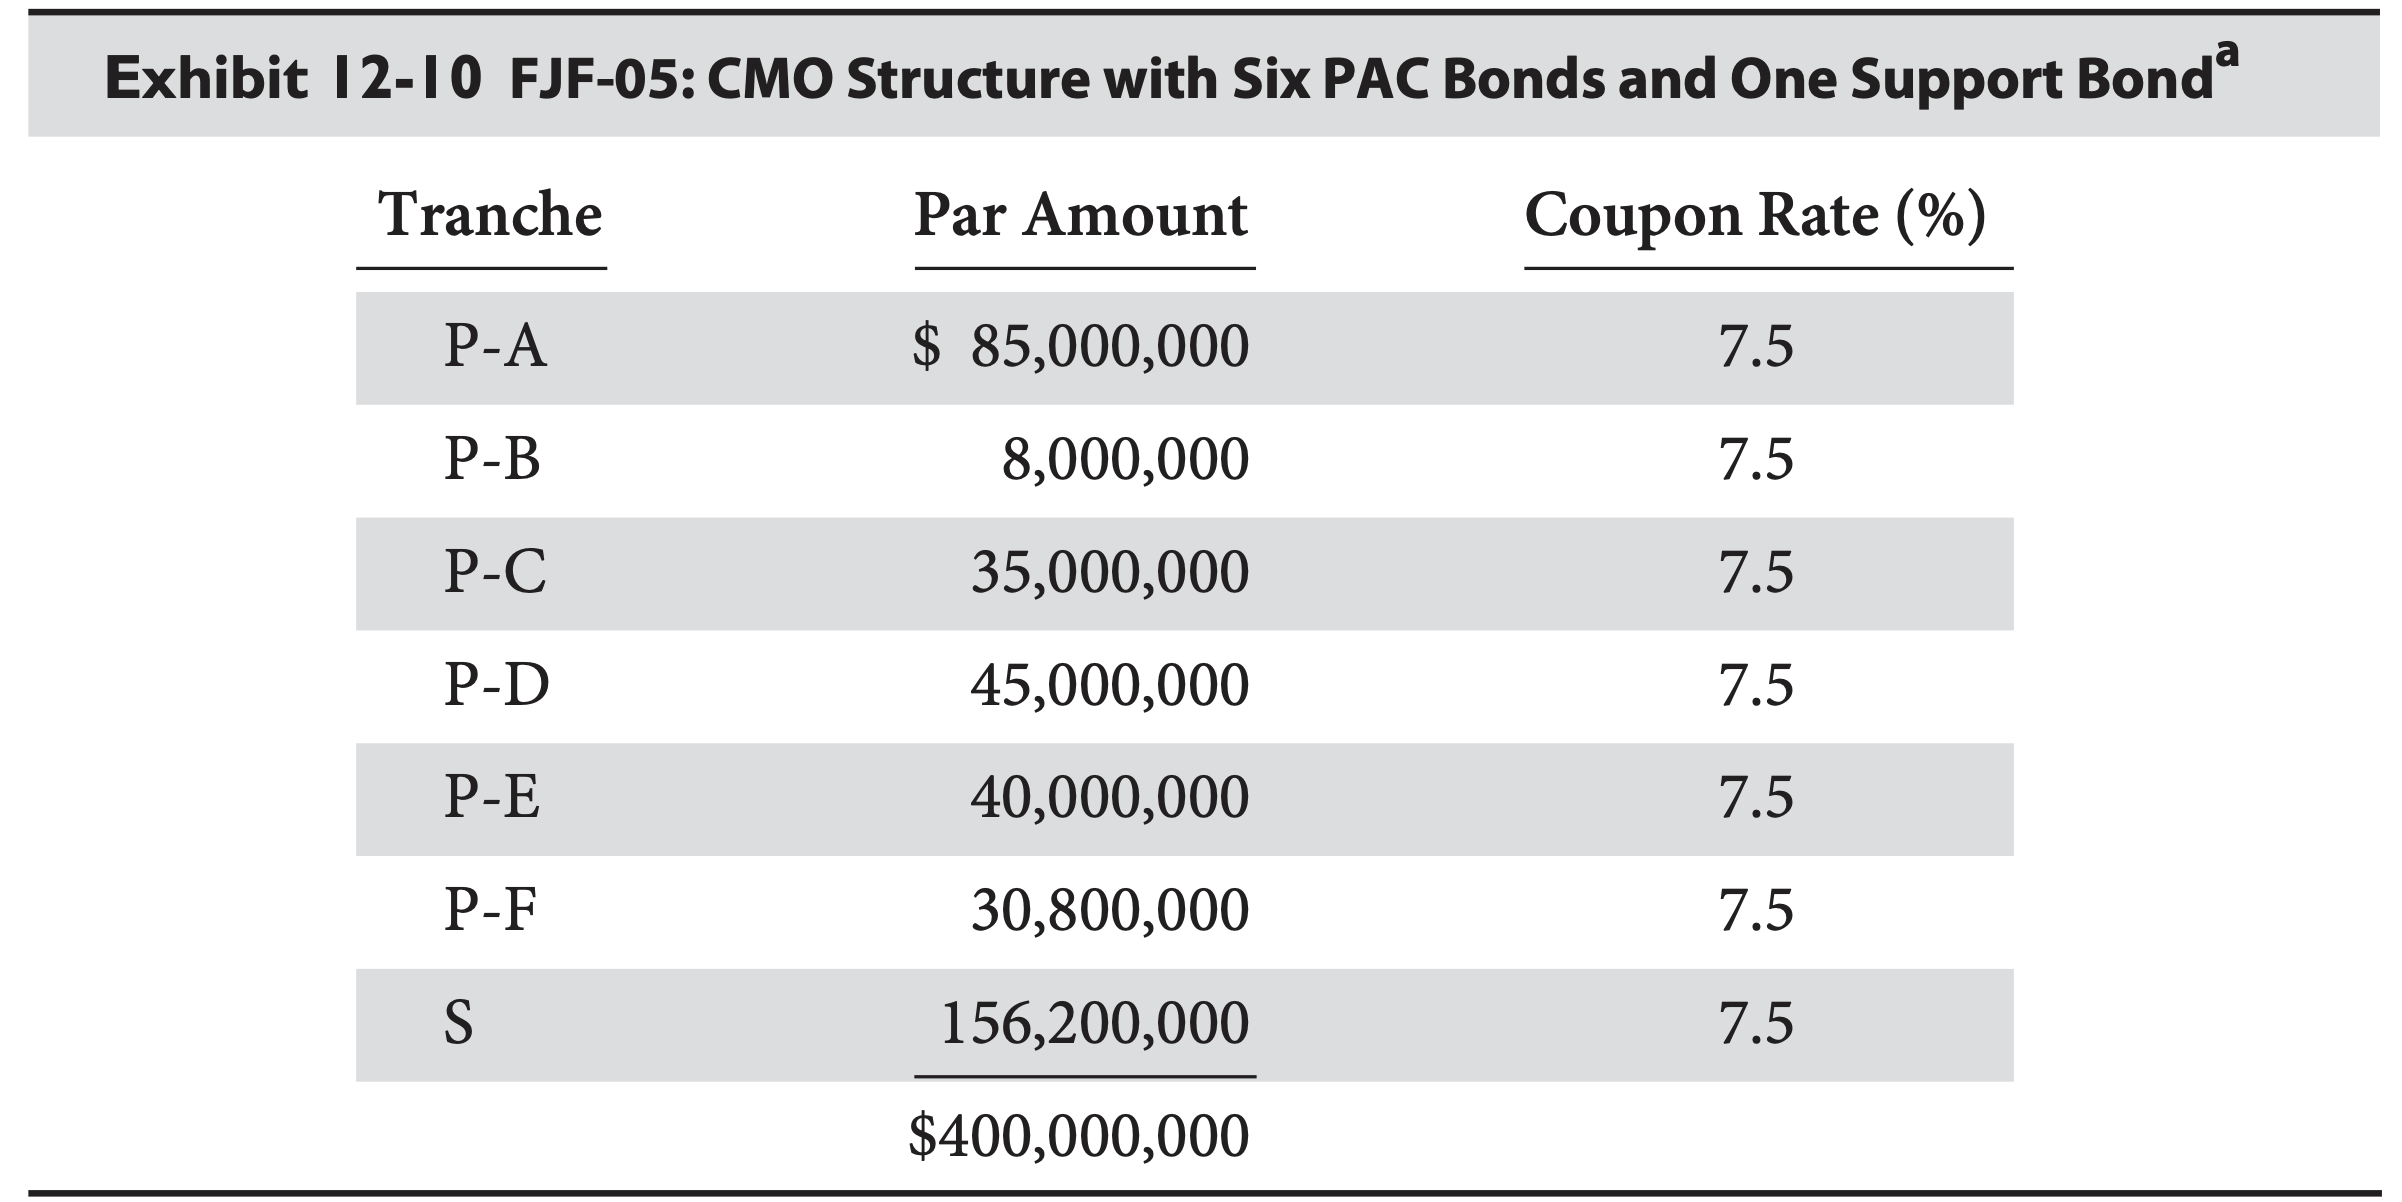 Exhibit 12-10 FJF-05: CMO Structure with Six PAC Bonds and One Support Bondᵃ
Tranche Par Amount Coupon Rate (%)
P-A $ 85,000,000 7.5
P-B 8,000,000 7.5
P-C 35,000,000 7.5
P-D 45,000,000 7.5
P-E 40,000,000 7.5
P-F 30,800,000 7.5
S 156,200,000 7.5
$400,000,000